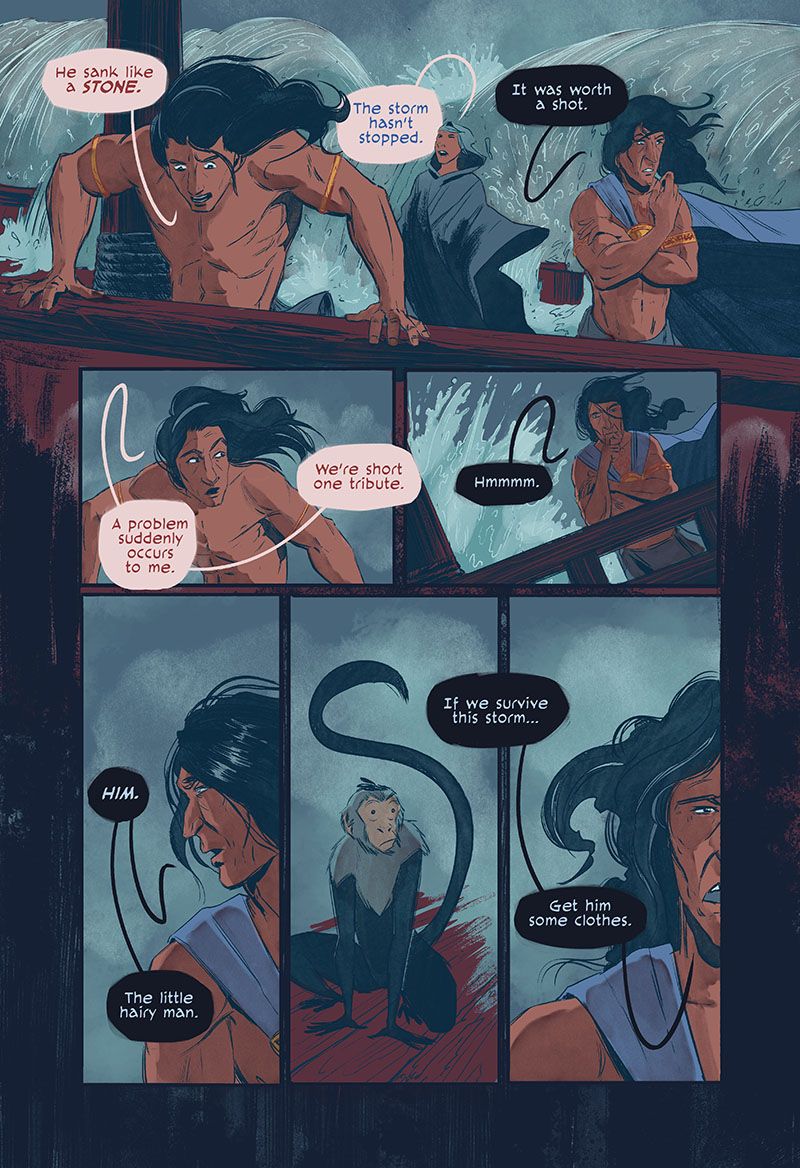 He sank like
a STONE.
The storm
hasn't
stopped.
It was worth
a shot.
A problem
suddenly
occurs
to me.
We're short
one tribute.
Hmmmm.
HIM.
The little
hairy man.
If we survive
this storm...
Get him
some clothes.